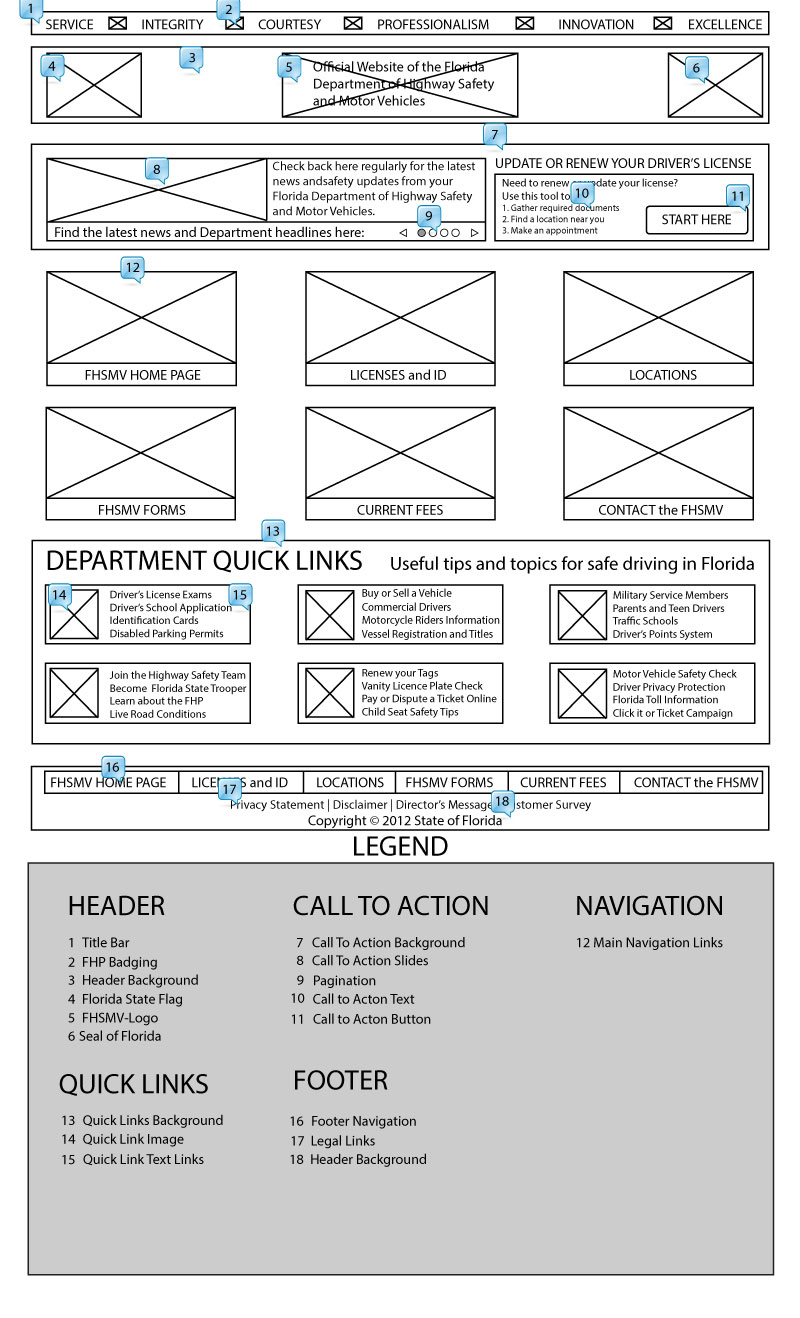 1
2
SERVICE INTEGRITY COURTESY PROFESSIONALISM INNOVATION EXCELLENCE
3
4
5
6
Official Website of the Florida
Department of Highway Safety
and Motor Vehicles
7
8
Check back here regularly for the latest
news andsafety updates from your
Florida Department of Highway Safety
and Motor Vehicles.
9
Find the latest news and Department headlines here:
UPDATE OR RENEW YOUR DRIVER'S LICENSE
Need to renew update your license?
Use this tool to
10
11
1. Gather required documents
2. Find a location near you
3. Make an appointment
START HERE
12
FHSMV HOME PAGE
LICENSES and ID
LOCATIONS
FHSMV FORMS
CURRENT FEES
CONTACT the FHSMV
13
DEPARTMENT QUICK LINKS Useful tips and topics for safe driving in Florida
14
15
Driver's License Exams
Driver's School Application
Identification Cards
Disabled Parking Permits
Buy or Sell a Vehicle
Commercial Drivers
Motorcycle Riders Information
Vessel Registration and Titles
Military Service Members
Parents and Teen Drivers
Traffic Schools
Driver's Points System
Join the Highway Safety Team
Become Florida State Trooper
Learn about the FHP
Live Road Conditions
Renew your Tags
Vanity Licence Plate Check
Pay or Dispute a Ticket Online
Child Seat Safety Tips
Motor Vehicle Safety Check
Driver Privacy Protection
Florida Toll Information
Click it or Ticket Campaign
16
FHSMV HOME PAGE LICENSES and ID LOCATIONS FHSMV FORMS CURRENT FEES CONTACT the FHSMV
17
18
Privacy Statement | Disclaimer | Director's Message Customer Survey
Copyright © 2012 State of Florida
LEGEND
HEADER
1 Title Bar
2 FHP Badging
3 Header Background
4 Florida State Flag
5 FHSMV-Logo
6 Seal of Florida
CALL TO ACTION
7 Call To Action Background
8 Call To Action Slides
9 Pagination
10 Call to Acton Text
11 Call to Acton Button
NAVIGATION
12 Main Navigation Links
QUICK LINKS
13 Quick Links Background
14 Quick Link Image
15 Quick Link Text Links
FOOTER
16 Footer Navigation
17 Legal Links
18 Header Background